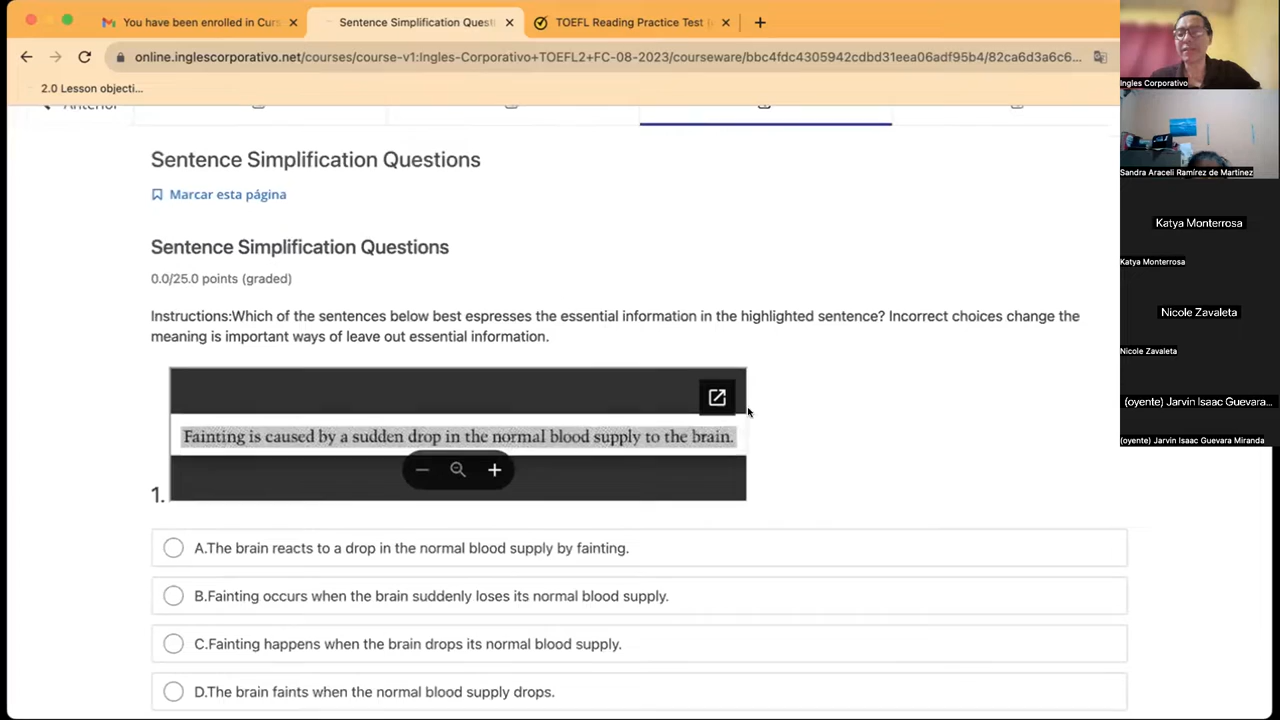 You have been enrolled in Curs
Sentence Simplification Questi
TOEFL Reading Practice Test
online.inglescorporativo.net/courses/course-v1:Ingles-Corporativo+TOEFL2+FC-08-2023/courseware/bbc4fdc4305942cdbd31eea06adf95b4/82ca6d3a6c6...
2.0 Lesson objecti...
Anterior
Sentence Simplification Questions
Marcar esta página
Sentence Simplification Questions
0.0/25.0 points (graded)
Instructions:Which of the sentences below best espresses the essential information in the highlighted sentence? Incorrect choices change the
meaning is important ways of leave out essential information.
Fainting is caused by a sudden drop in the normal blood supply to the brain.
1.
A.The brain reacts to a drop in the normal blood supply by fainting.
B.Fainting occurs when the brain suddenly loses its normal blood supply.
C.Fainting happens when the brain drops its normal blood supply.
D.The brain faints when the normal blood supply drops.
Ingles Corporativo
Sandra Araceli Ramírez de Martínez
Katya Monterrosa
Katya Monterrosa
Nicole Zavaleta
Nicole Zavaleta
(oyente) Jarvin Isaac Guevara...
(oyente) Jarvin Isaac Guevara Miranda